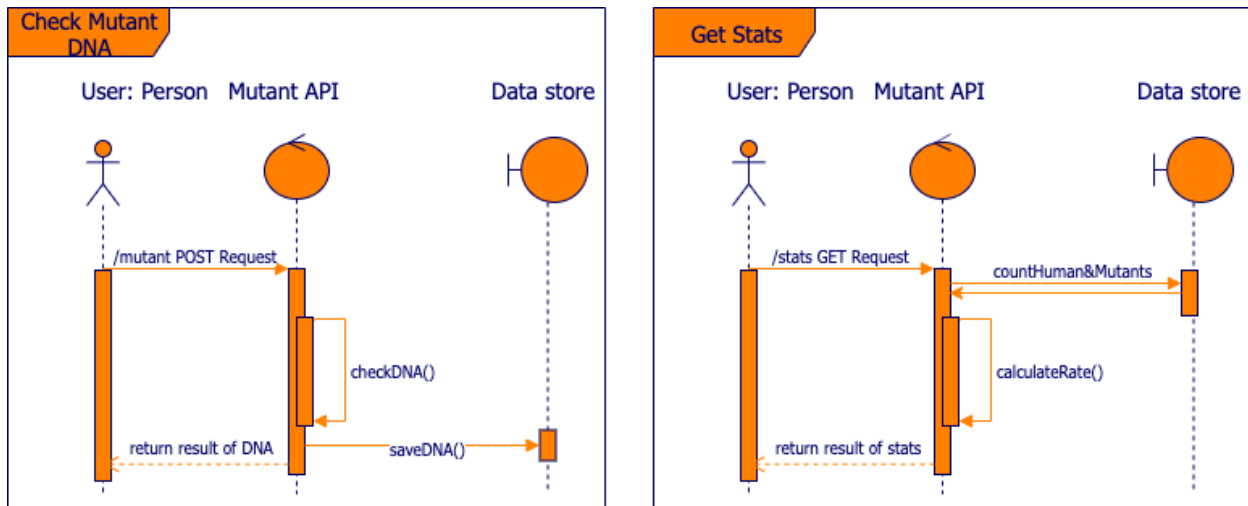 Check Mutant
DNA
User: Person
Mutant API
Data store
/mutant POST Request
checkDNA()
saveDNA()
return result of DNA
Get Stats
User: Person
Mutant API
Data store
/stats GET Request
countHuman&Mutants
calculateRate()
return result of stats